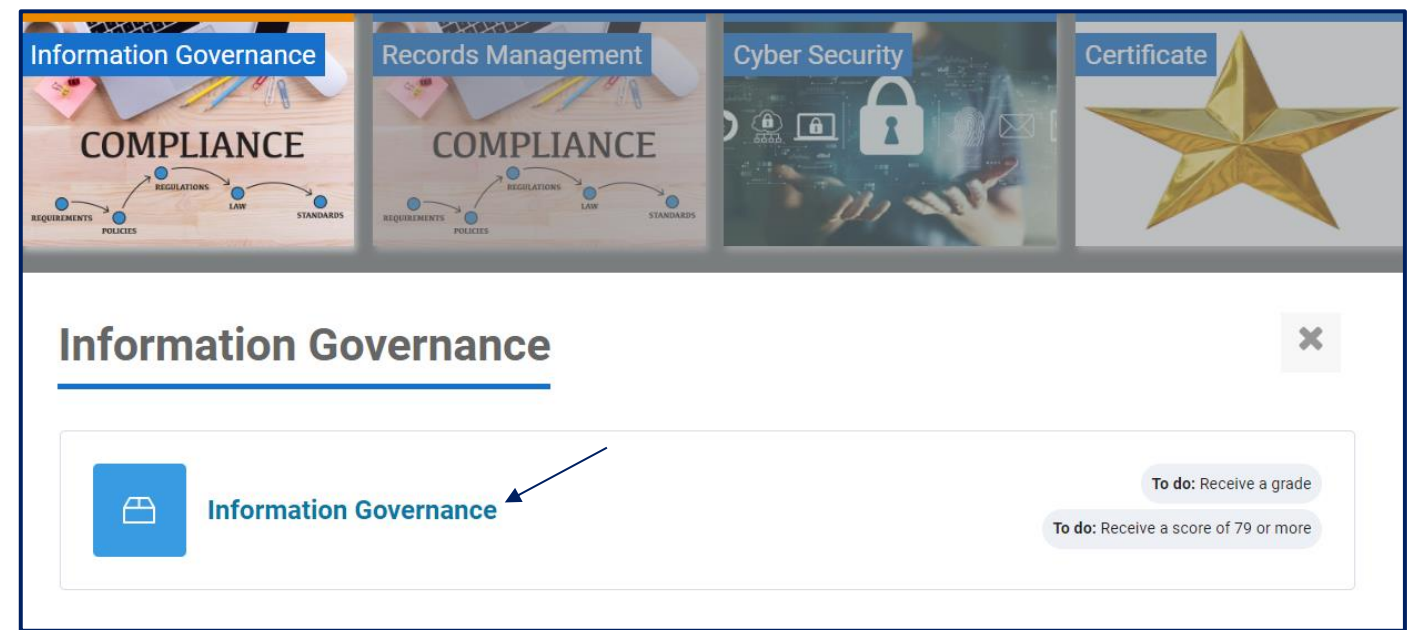 Information Governance
Records Management
Cyber Security
Certificate
COMPLIANCE
REGULATIONS
LAW
REQUIREMENTS
STANDARDS
POLICIES
COMPLIANCE
REGULATIONS
LAW
REQUIREMENTS
STANDARDS
POLICIES
Information Governance
Information Governance
To do: Receive a grade
To do: Receive a score of 79 or more